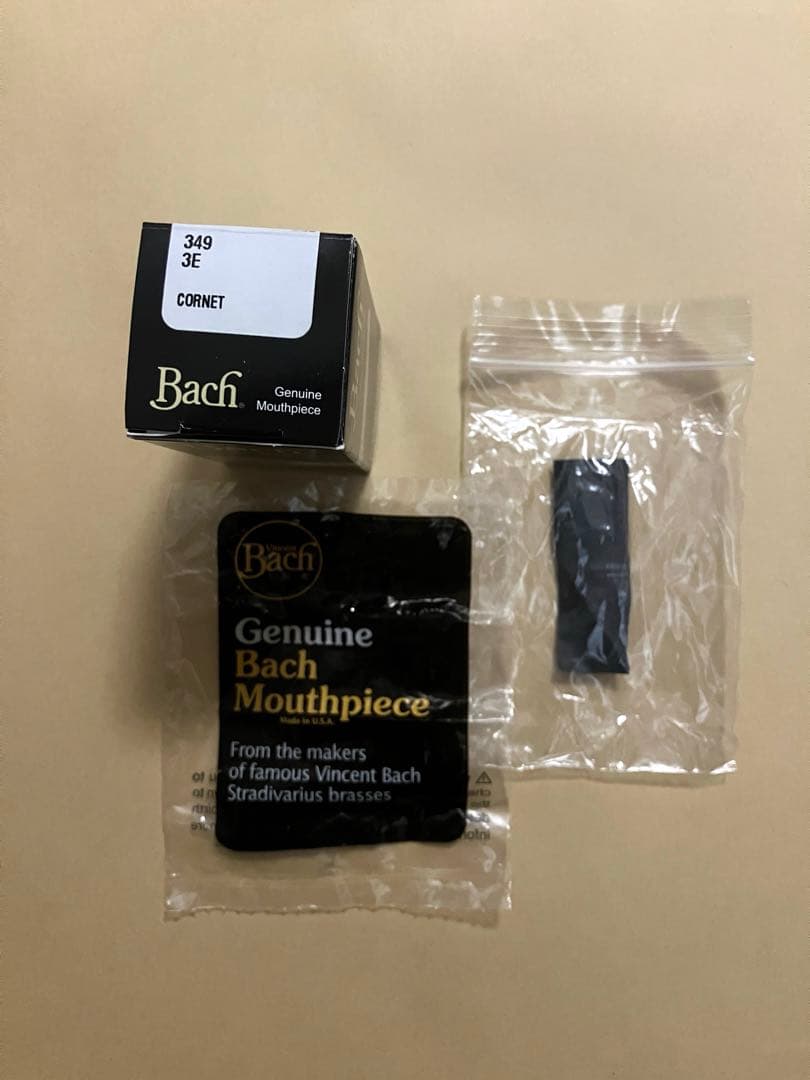 349
3E
CORNET
Bach
Genuine
Mouthpiece
Vincent
Bach
Genuine
Bach
Mouthpiece
Made in U.S.A.
From the makers
of famous Vincent Bach
Stradivarius brasses